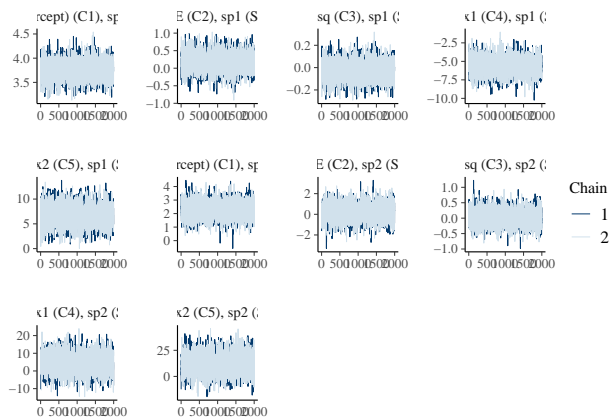 rcept) (C1), sp
E (C2), sp1 (S
sq (C3), sp1 (S
x1 (C4), sp1 (S
4.5
4.0
3.5
1.0
0.5
0.0
−0.5
−1.0
0.2
0.0
−0.2
−2.5
−5.0
−7.5
−10.0
0 500 1000 1500 2000
0 500 1000 1500 2000
0 500 1000 1500 2000
0 500 1000 1500 2000
x2 (C5), sp1 (S
rcept) (C1), sp
E (C2), sp2 (S
sq (C3), sp2 (S
10
5
0
4
3
2
1
0
2
0
−2
1.0
0.5
0.0
−0.5
−1.0
0 500 1000 1500 2000
0 500 1000 1500 2000
0 500 1000 1500 2000
0 500 1000 1500 2000
Chain
1
2
x1 (C4), sp2 (S
x2 (C5), sp2 (S
20
10
0
−10
25
0
0 500 1000 1500 2000
0 500 1000 1500 2000